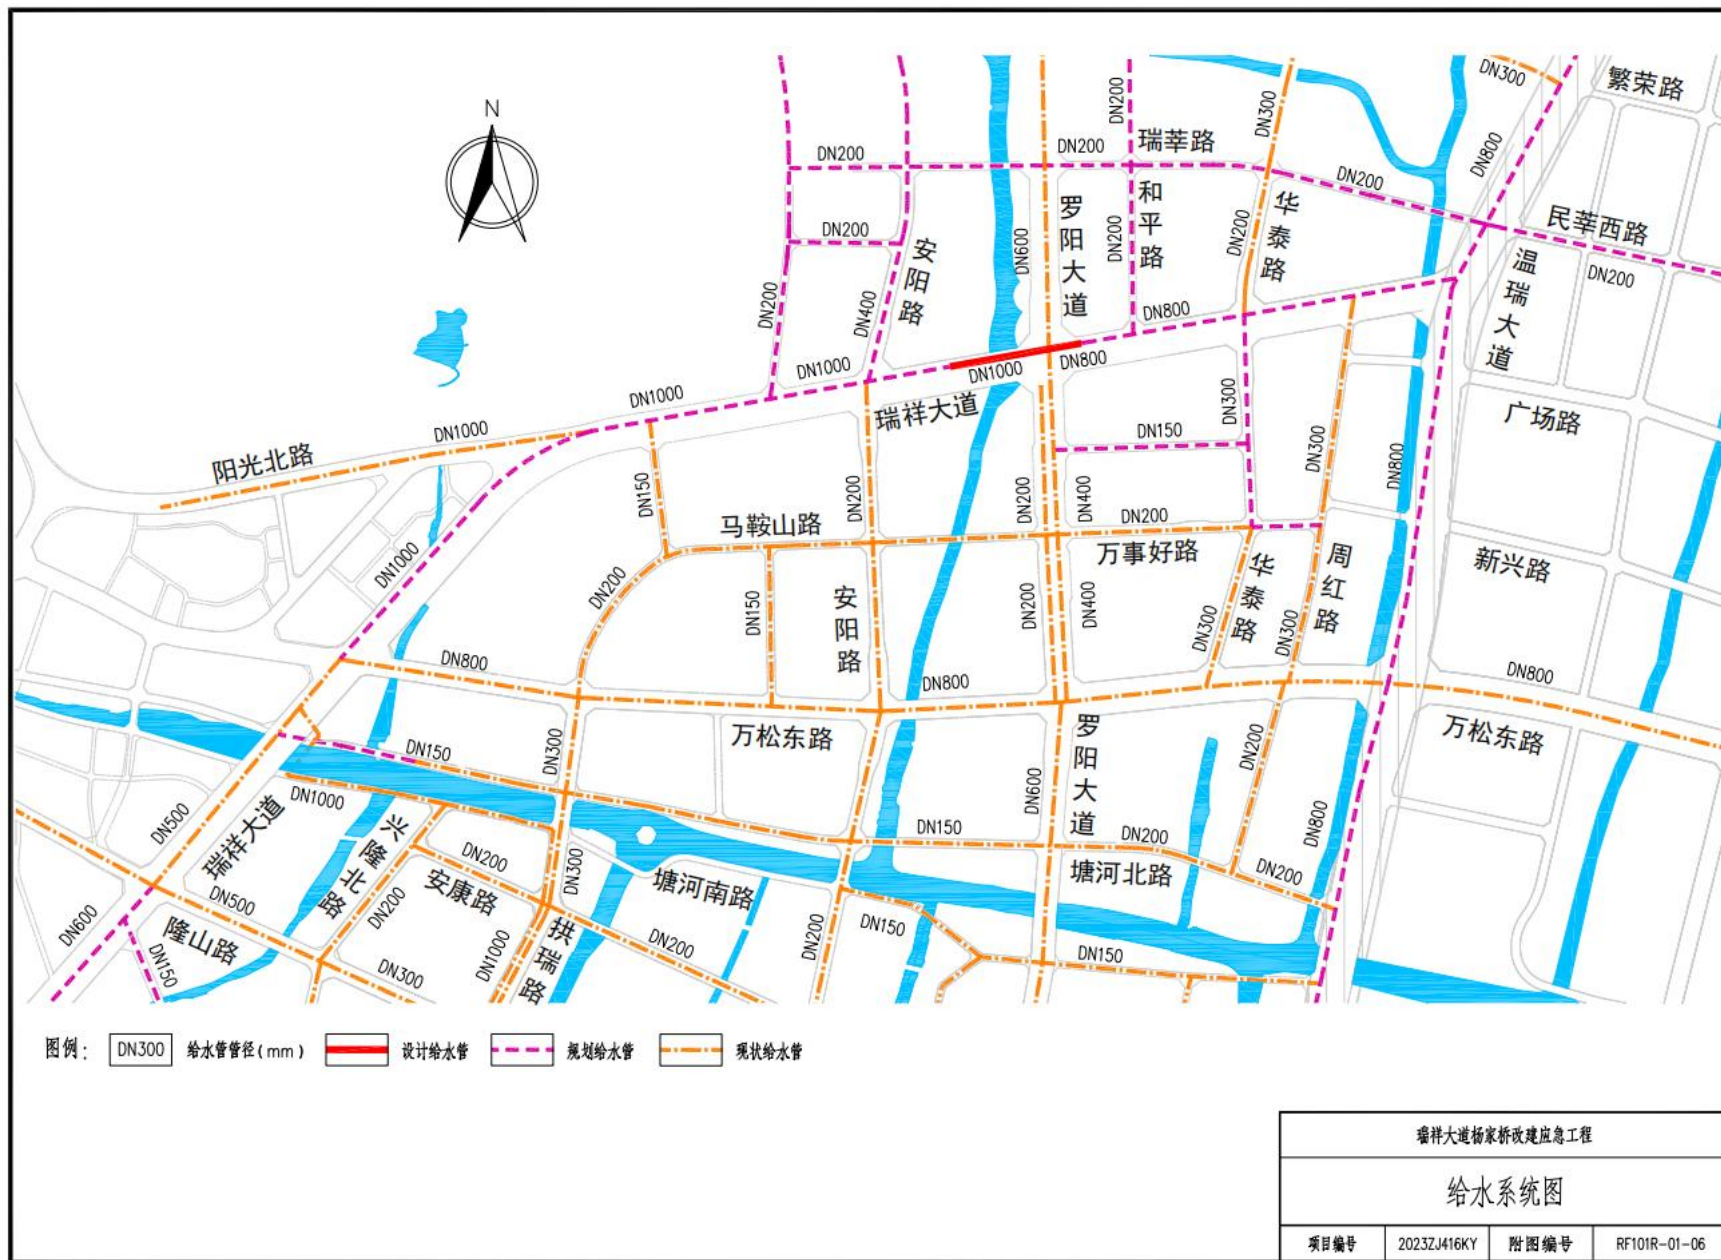 N
DN300
繁荣路
DN200
DN300
DN800
DN200
DN200
瑞莘路
DN200
民莘西路
DN200
安阳路
DN600
罗阳大道
DN200
和平路
DN200
华泰路
温瑞大道
DN200
DN200
DN400
DN800
DN1000
DN1000
DN1000
DN800
瑞祥大道
DN300
广场路
阳光北路
DN1000
DN150
DN300
DN800
DN150
DN200
DN200
DN400
马鞍山路
DN200
万事好路
新兴路
DN1000
DN200
DN150
安阳路
DN200
DN400
华泰路
周红路
DN300
DN300
DN800
DN800
DN800
万松东路
罗阳大道
万松东路
DN150
DN300
DN200
DN600
DN800
DN1000
DN500
瑞祥大道
兴隆北路
DN150
DN200
DN200
安康路
DN300
塘河南路
塘河北路
DN200
DN500
DN200
DN600
隆山路
DN150
DN300
DN1000
拱瑞路
DN200
DN200
DN150
DN150
图例：
DN300 给水管管径(mm) 设计给水管 规划给水管 现状给水管
瑞祥大道杨家桥改建应急工程
给水系统图
项目编号 2023ZJ416KY 附图编号 RF101R-01-06